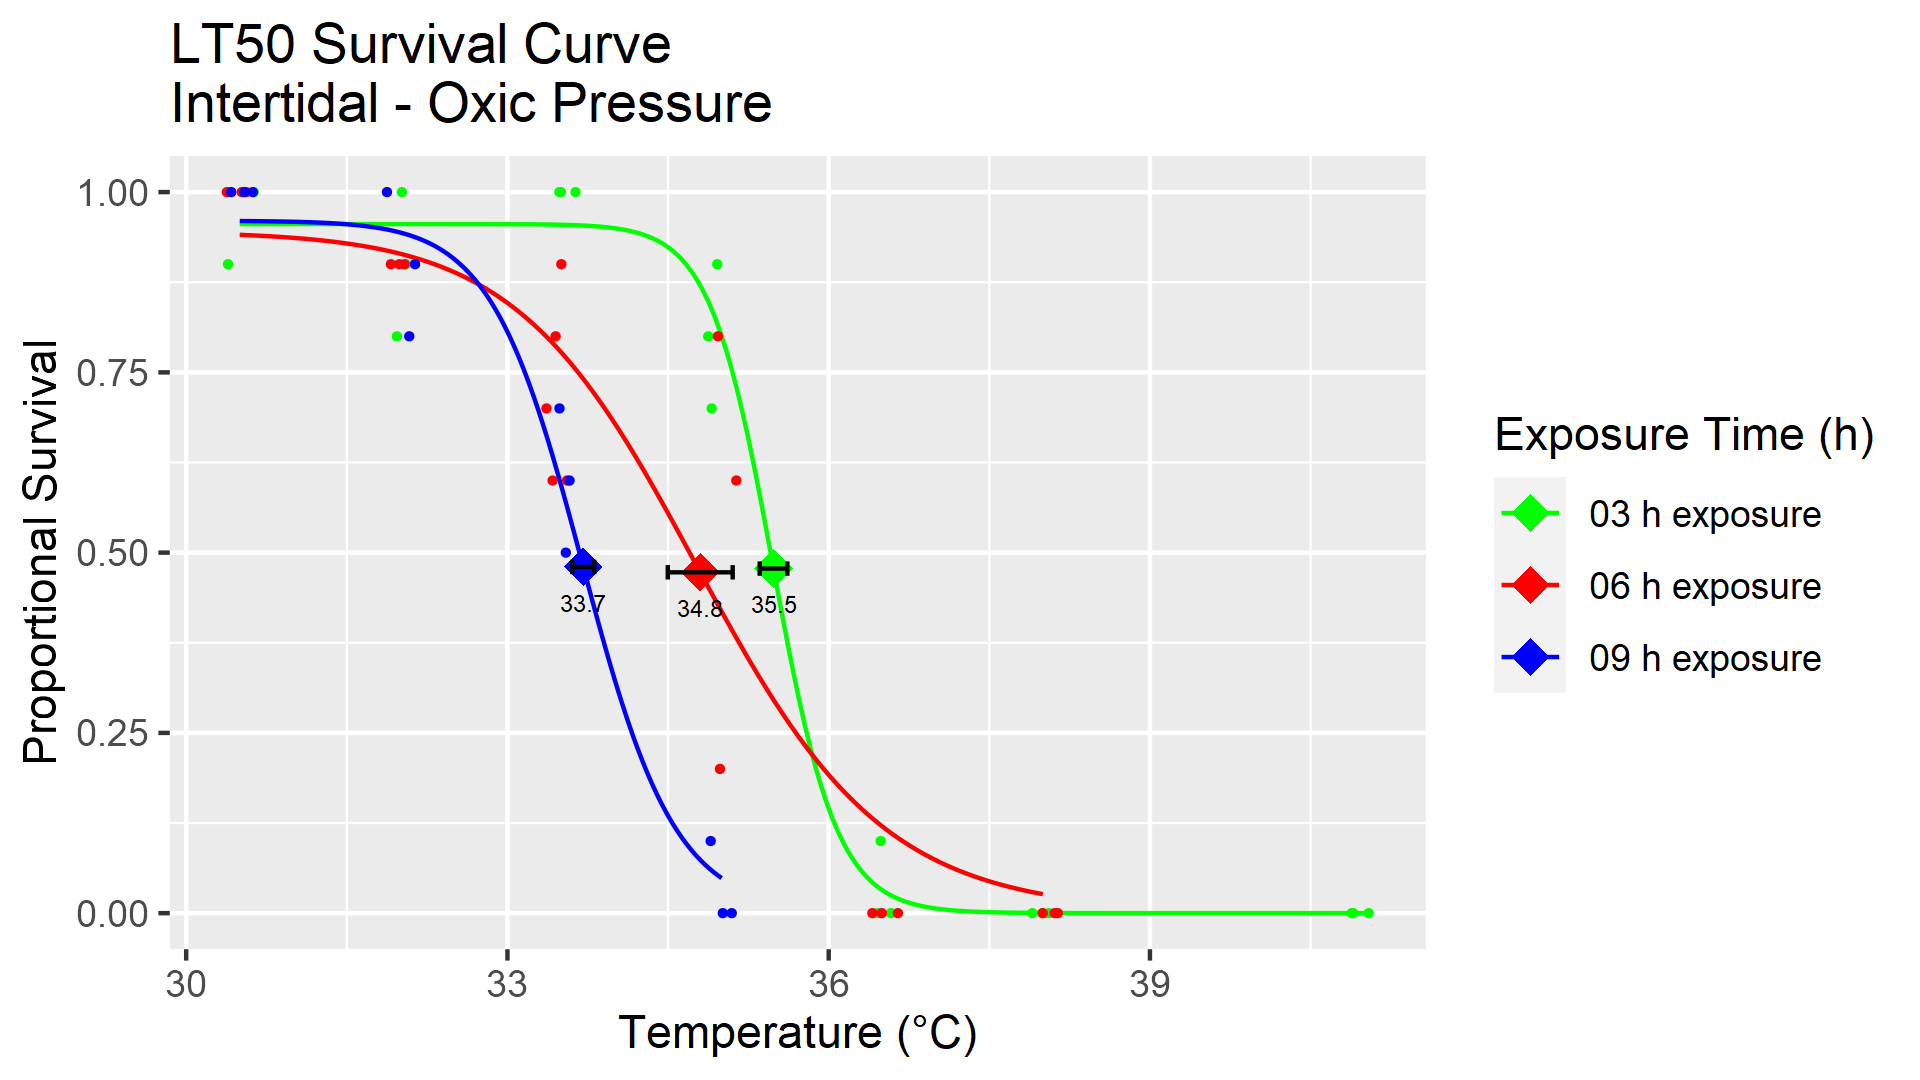 LT50 Survival Curve
Intertidal - Oxic Pressure
Proportional Survival
1.00
0.75
0.50
0.25
0.00
33.7
34.8
35.5
30
33
36
39
Temperature (°C)
Exposure Time (h)
03 h exposure
06 h exposure
09 h exposure